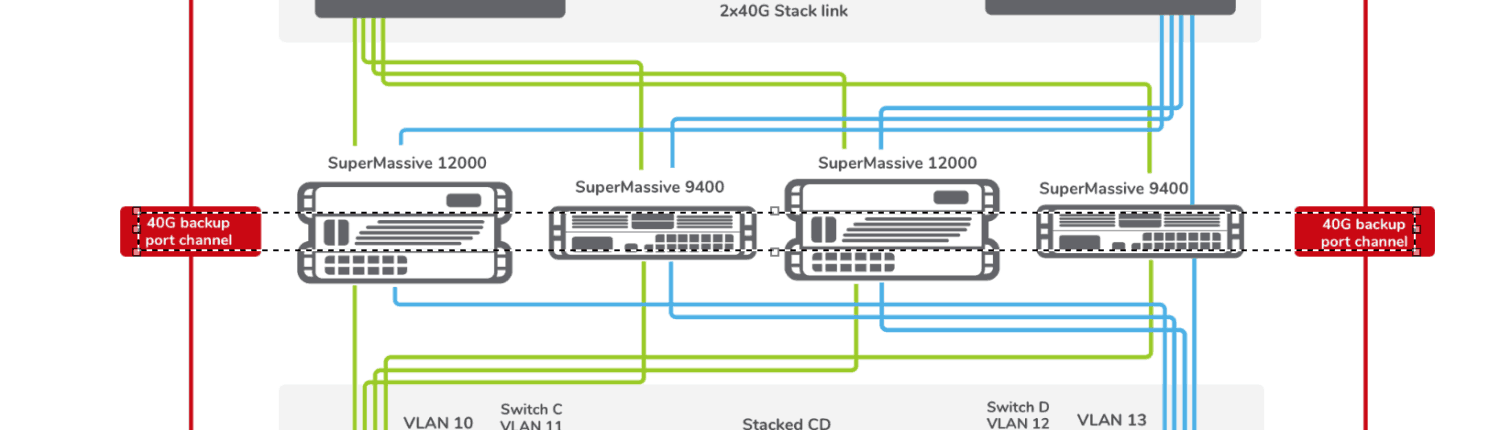 2x40G Stack link
SuperMassive 12000
SuperMassive 9400
SuperMassive 12000
SuperMassive 9400
40G backup
port channel
40G backup
port channel
VLAN 10
Switch C
VLAN 11
Stacked CD
Switch D
VLAN 12
VLAN 13